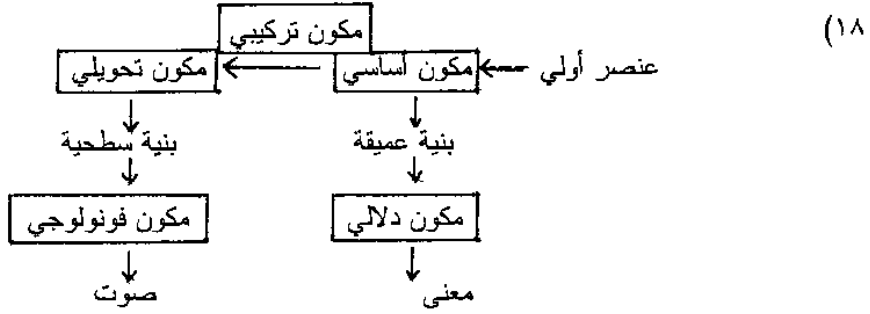 ١٨)
مكون تركيبي
عنصر أولي مكون أساسي مكون تحويلي
بنية عميقة بنية سطحية
مكون دلالي مكون فونولوجي
معنى صوت